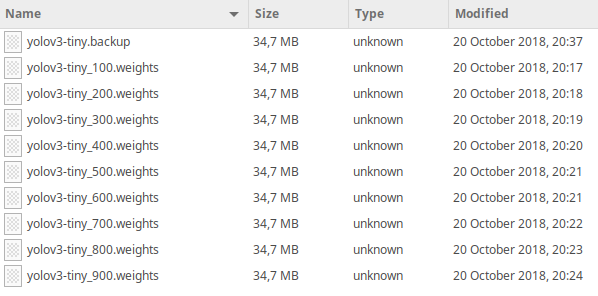 Name Size Type Modified
yolov3-tiny.backup 34,7 MB unknown 20 October 2018, 20:37
yolov3-tiny_100.weights 34,7 MB unknown 20 October 2018, 20:17
yolov3-tiny_200.weights 34,7 MB unknown 20 October 2018, 20:18
yolov3-tiny_300.weights 34,7 MB unknown 20 October 2018, 20:19
yolov3-tiny_400.weights 34,7 MB unknown 20 October 2018, 20:20
yolov3-tiny_500.weights 34,7 MB unknown 20 October 2018, 20:21
yolov3-tiny_600.weights 34,7 MB unknown 20 October 2018, 20:21
yolov3-tiny_700.weights 34,7 MB unknown 20 October 2018, 20:22
yolov3-tiny_800.weights 34,7 MB unknown 20 October 2018, 20:23
yolov3-tiny_900.weights 34,7 MB unknown 20 October 2018, 20:24